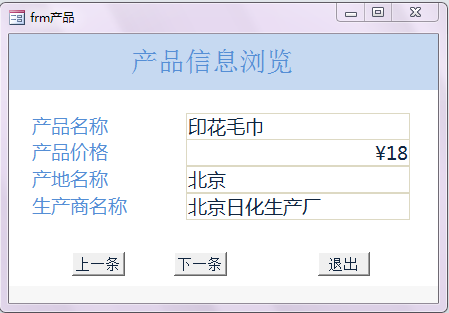 frm产品
产品信息浏览
产品名称 印花毛巾
产品价格 ¥18
产地名称 北京
生产商名称 北京日化生产厂
上一条 下一条 退出